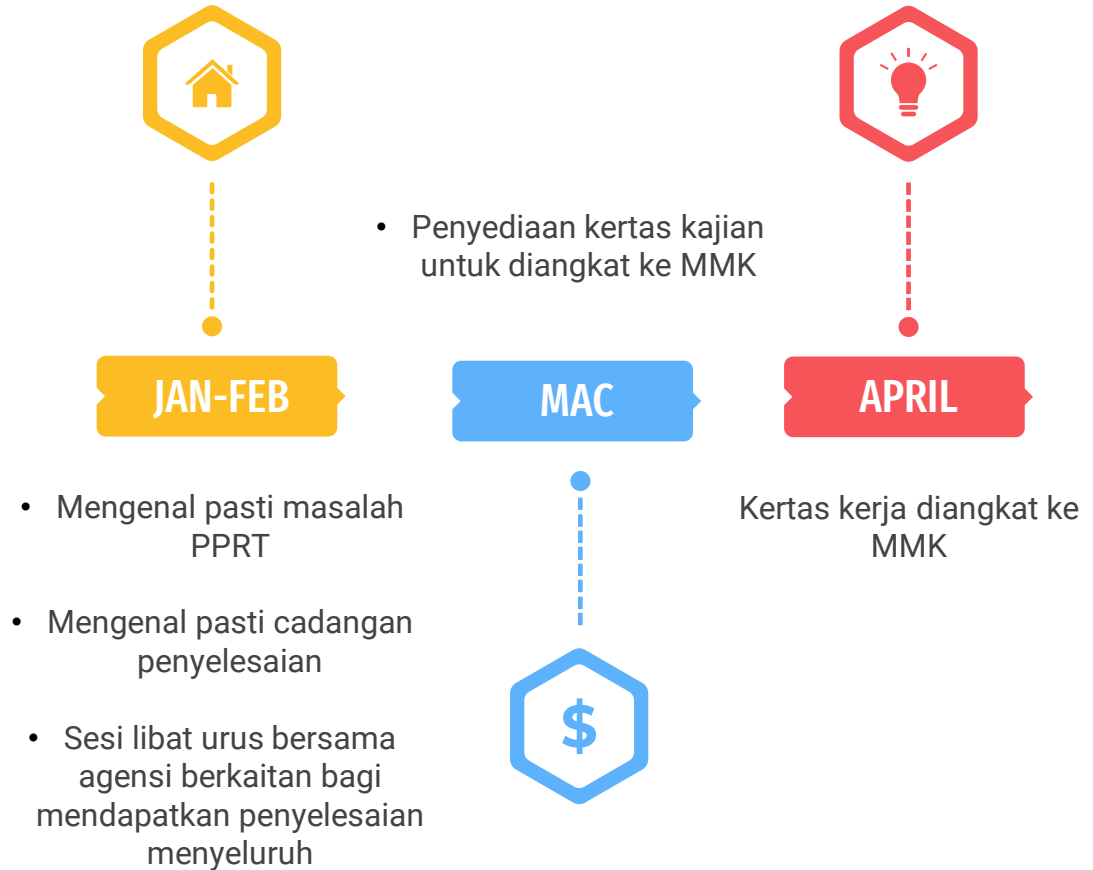 JAN-FEB
• Mengenal pasti masalah
PPRT
• Mengenal pasti cadangan
penyelesaian
• Sesi libat urus bersama
agensi berkaitan bagi
mendapatkan penyelesaian
menyeluruh
• Penyediaan kertas kajian
untuk diangkat ke MMK
MAC
$
APRIL
Kertas kerja diangkat ke
MMK